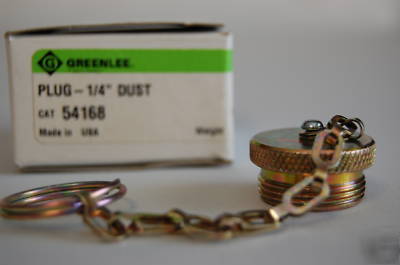 G GREENLEE.
PLUG - 1/4" DUST
CAT 54168
Made in USA Weight